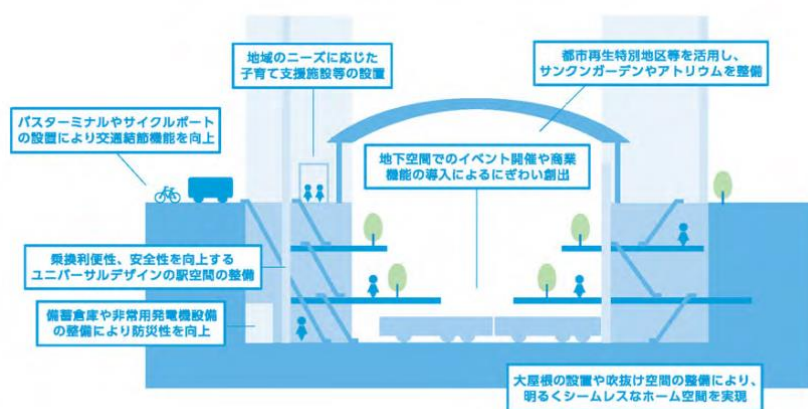 地域のニーズに応じた
子育て支援施設等の設置
都市再生特別地区等を活用し、
サンクンガーデンやアトリウムを整備
バスターミナルやサイクルポート
の設置により交通結節機能を向上
地下空間でのイベント開催や商業
機能の導入によるにぎわい創出
乗換利便性、安全性を向上する
ユニバーサルデザインの駅空間の整備
備蓄倉庫や非常用発電機設備
の整備により防災性を向上
大屋根の設置や吹抜け空間の整備により、
明るくシームレスなホーム空間を実現